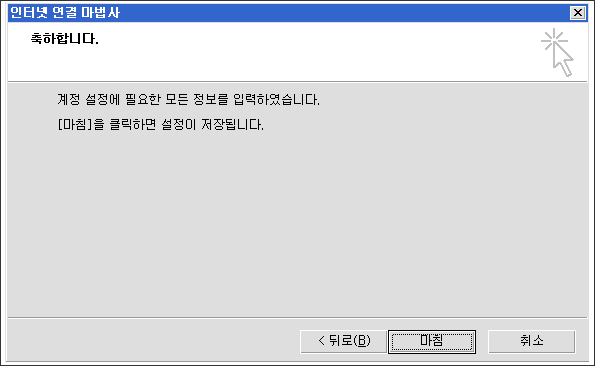 인터넷 연결 마법사
축하합니다.
계정 설정에 필요한 모든 정보를 입력하였습니다.
[마침]을 클릭하면 설정이 저장됩니다.
< 뒤로(B) 마침 취소